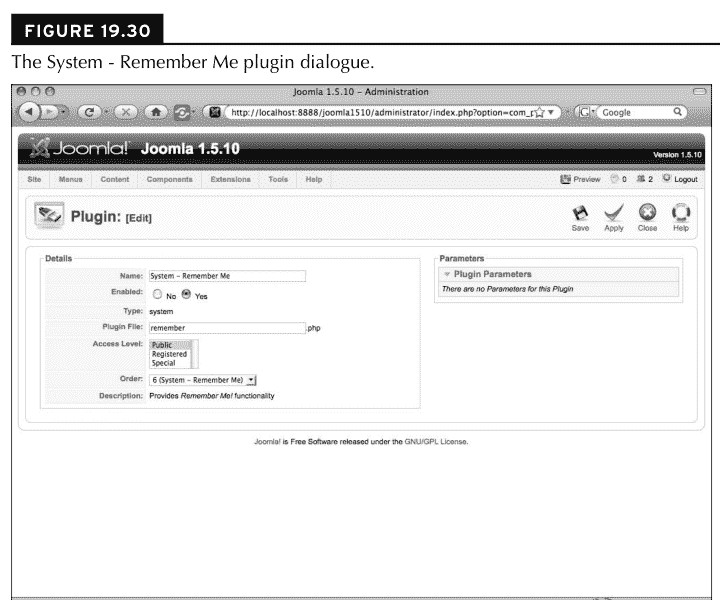 FIGURE 19.30
The System - Remember Me plugin dialogue.
Joomla 1.5.10 – Administration
http://localhost:8888/joomla1510/administrator/index.php?option=com_p
Google
Joomla! Joomla 1.5.10
Version 1.5.10
Site Menus Content Components Extensions Tools Help Preview 0 2 Logout
Plugin: [Edit]
Save Apply Close Help
Details
Name: System – Remember Me
Enabled: No Yes
Type: system
Plugin File: remember .php
Access Level: Public
Registered
Special
Order: 6 (System – Remember Me)
Description: Provides Remember Me! functionality
Parameters
Plugin Parameters
There are no Parameters for this Plugin
Joomla! is Free Software released under the GNU/GPL License.